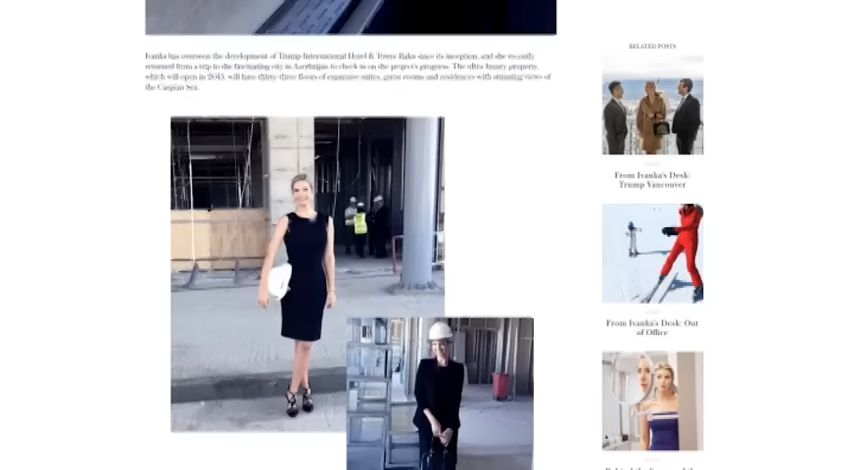 Ivanka has overseen the development of Trump International Hotel & Tower Baku since its inception, and she recently
returned from a trip to the fascinating city in Azerbaijan to check in on the project's progress. The ultra-luxury property,
which will open in 2015, will have thirty-three floors of expansive suites, guest rooms and residences with stunning views of
the Caspian Sea.
RELATED POSTS
From Ivanka's Desk:
Trump Vancouver
From Ivanka's Desk: Out
of Office